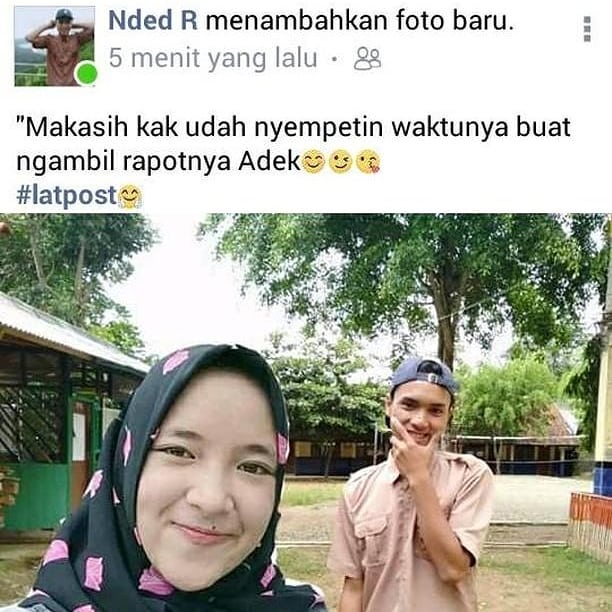 Nded R menambahkan foto baru.
5 menit yang lalu ·
"Makasih kak udah nyempetin waktunya buat
ngambil rapotnya Adek😊😉😘
#latpost🤗